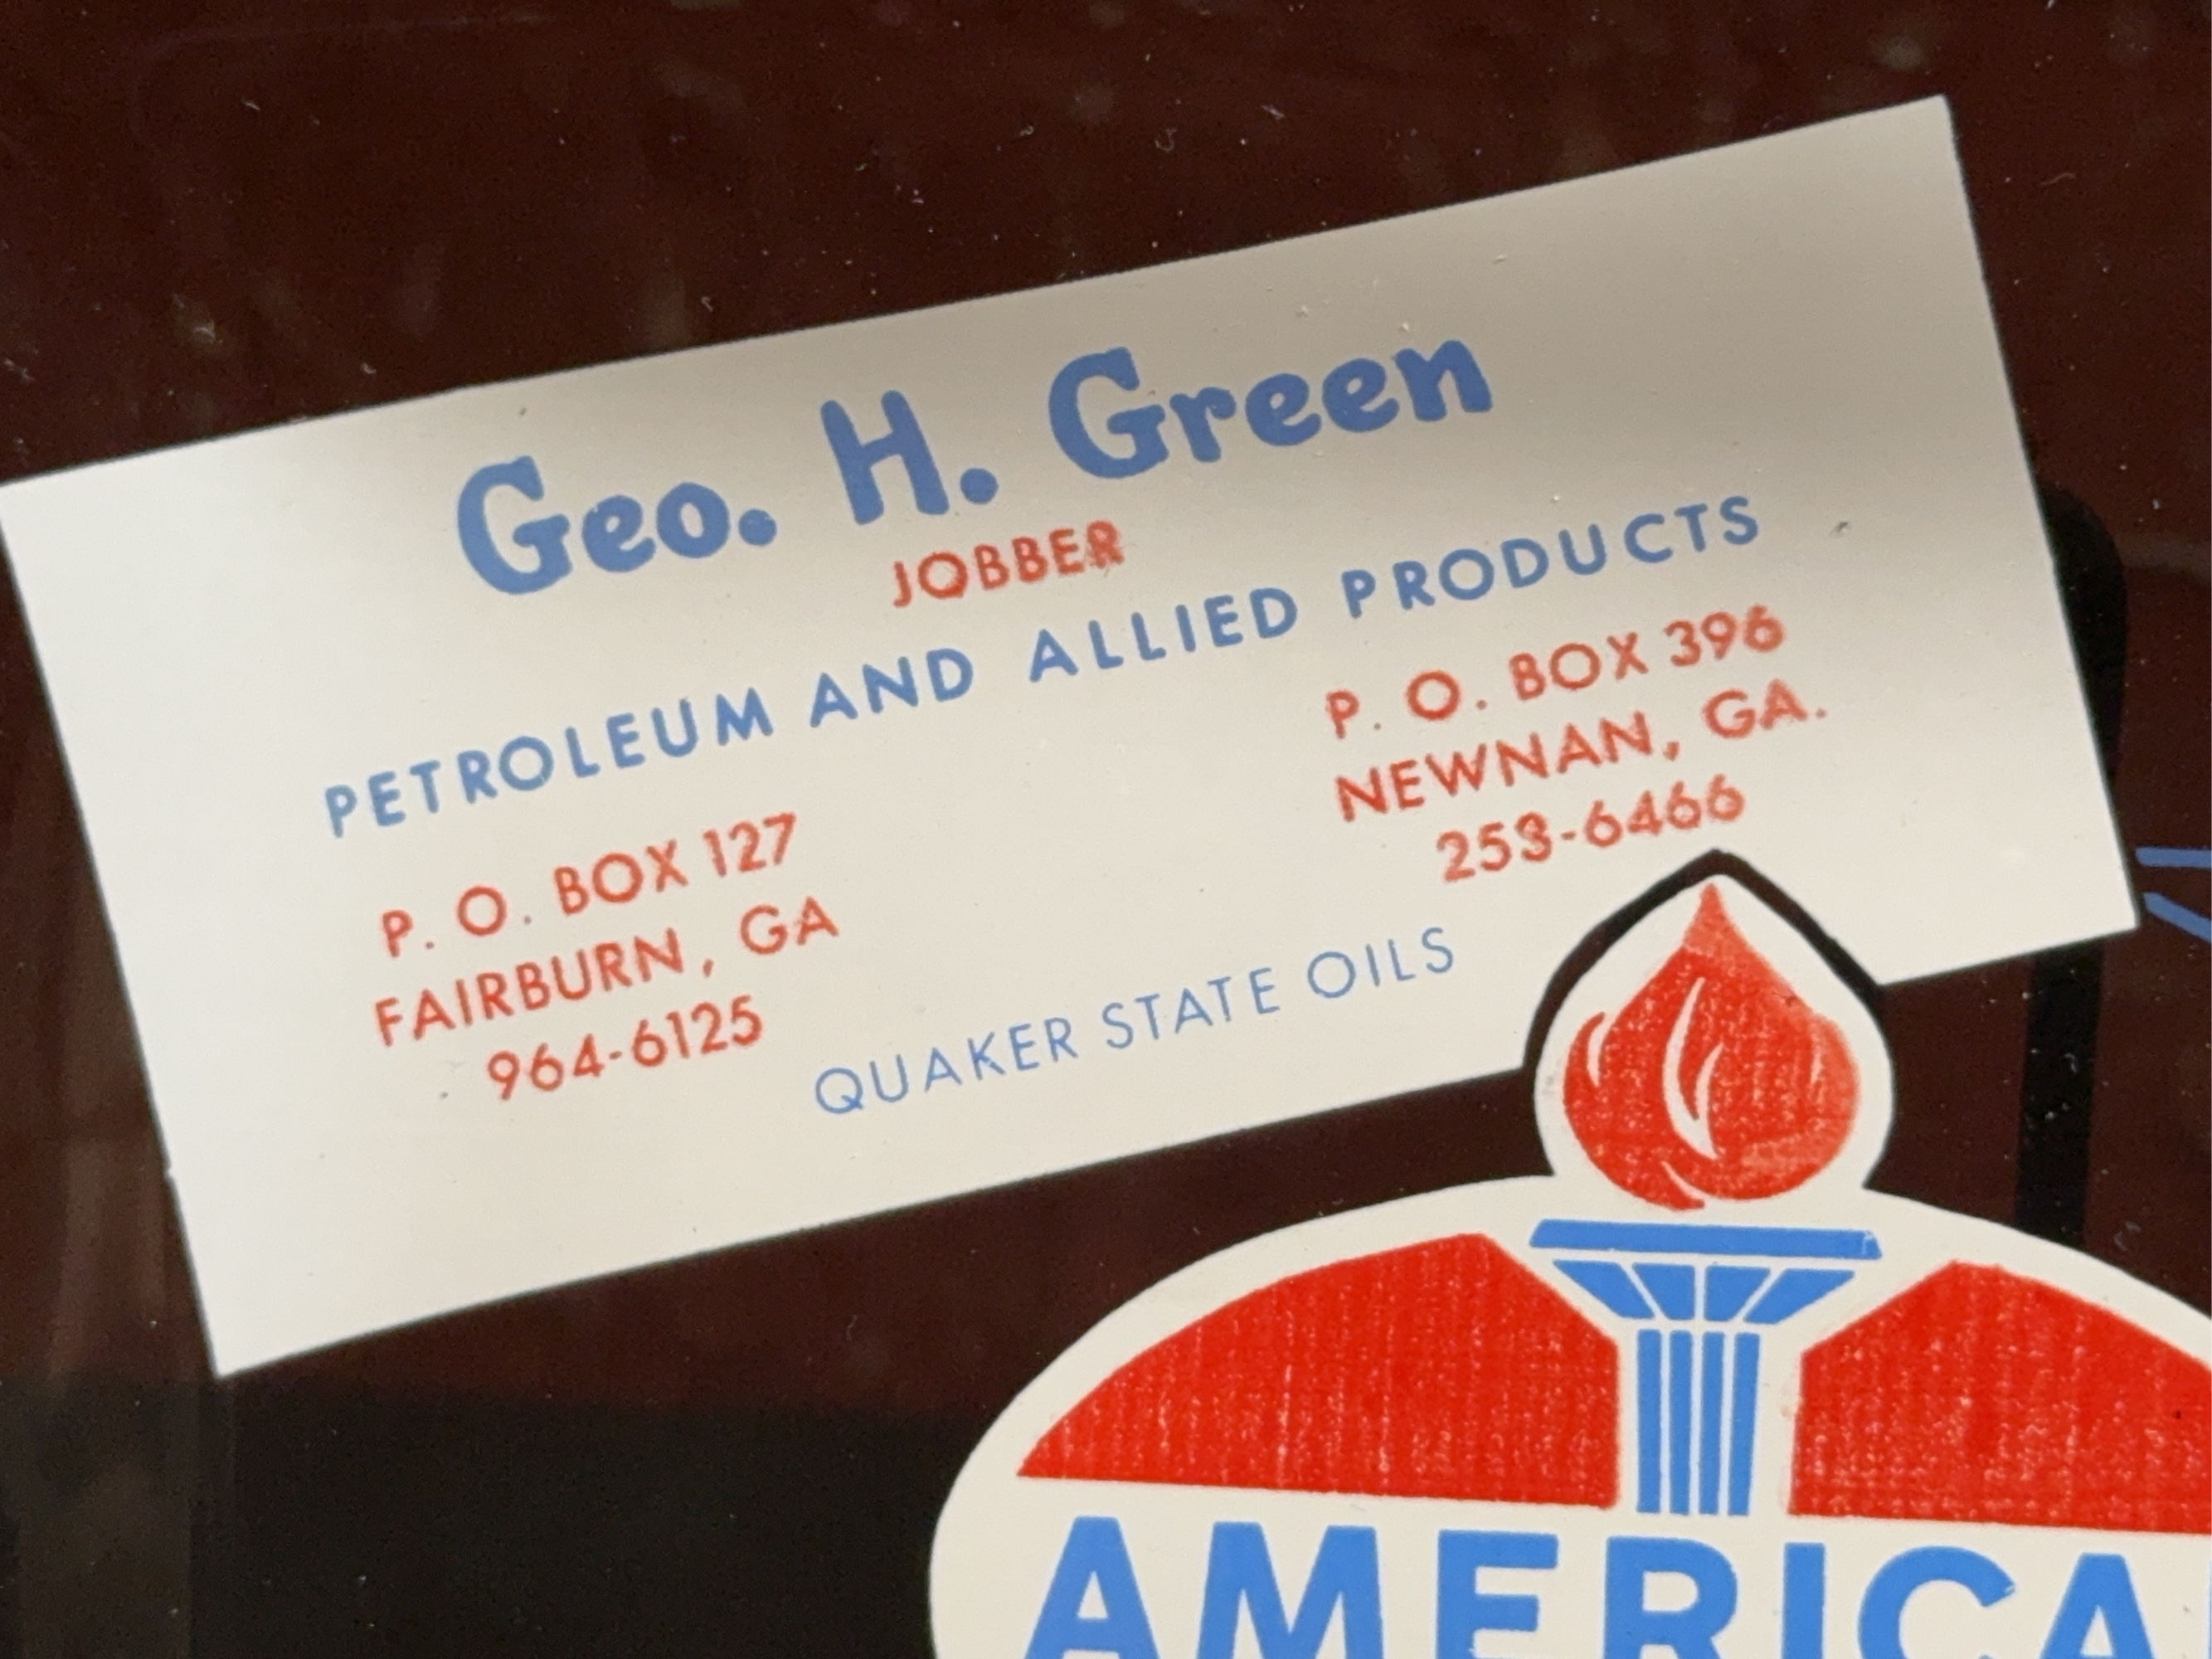 Geo. H. Green
JOBBER
PETROLEUM AND ALLIED PRODUCTS
P. O. BOX 127
FAIRBURN, GA
964-6125
P. O. BOX 396
NEWNAN, GA.
253-6466
QUAKER STATE OILS
AMERICA